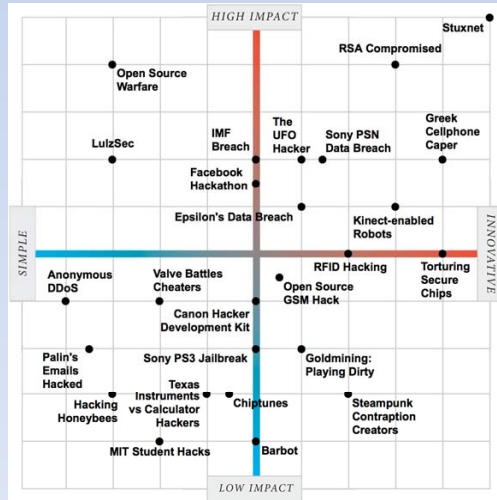 HIGH IMPACT
Stuxnet
RSA Compromised
Open Source
Warfare
LulzSec
IMF
Breach
The
UFO
Hacker
Sony PSN
Data Breach
Greek
Cellphone
Caper
Facebook
Hackathon
Epsilon's Data Breach
Kinect-enabled
Robots
SIMPLE
INNOVATIVE
RFID Hacking
Torturing
Secure
Chips
Anonymous
DDoS
Valve Battles
Cheaters
Open Source
GSM Hack
Canon Hacker
Development Kit
Palin's
Emails
Hacked
Sony PS3 Jailbreak
Goldmining:
Playing Dirty
Hacking
Honeybees
Texas
Instruments
vs Calculator
Hackers
Chiptunes
Steampunk
Contraption
Creators
MIT Student Hacks
Barbot
LOW IMPACT